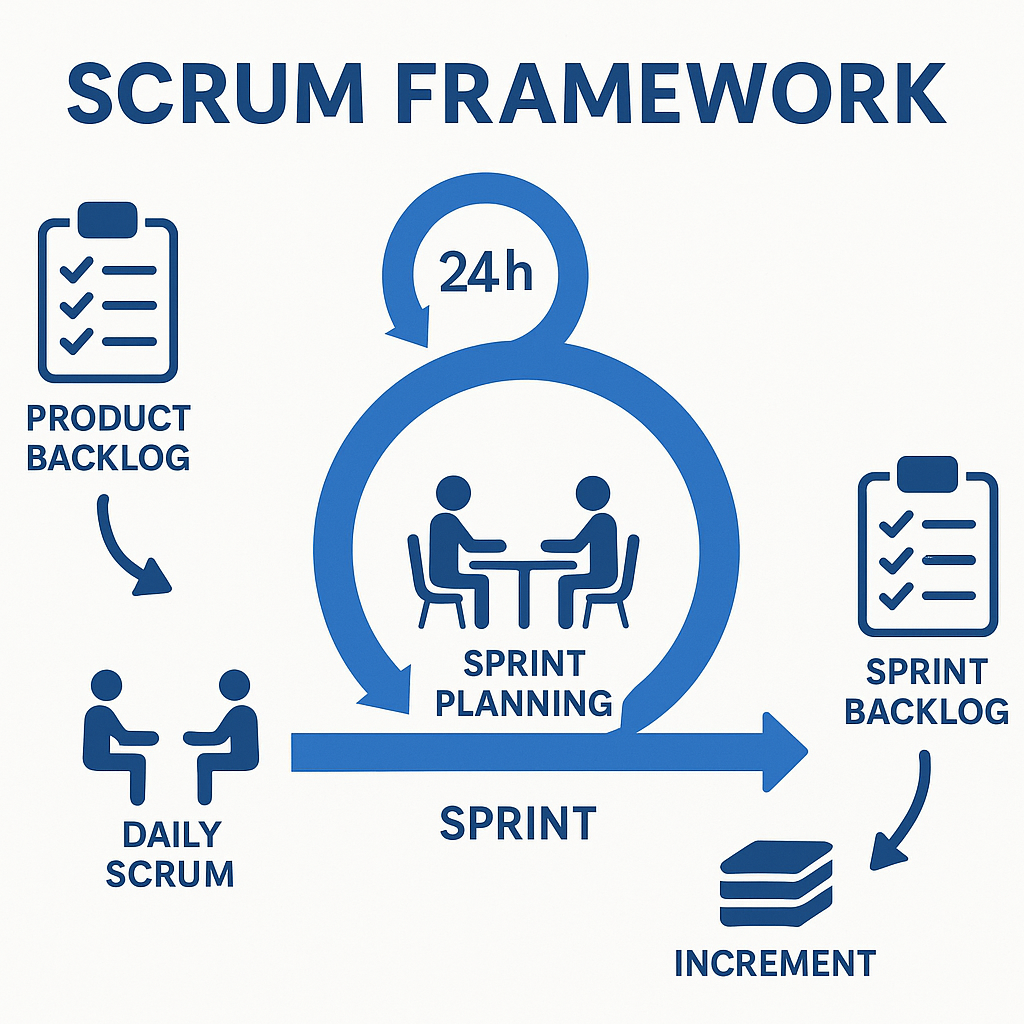 SCRUM FRAMEWORK
24h
PRODUCT
BACKLOG
SPRINT
PLANNING
SPRINT
BACKLOG
SPRINT
DAILY
SCRUM
INCREMENT